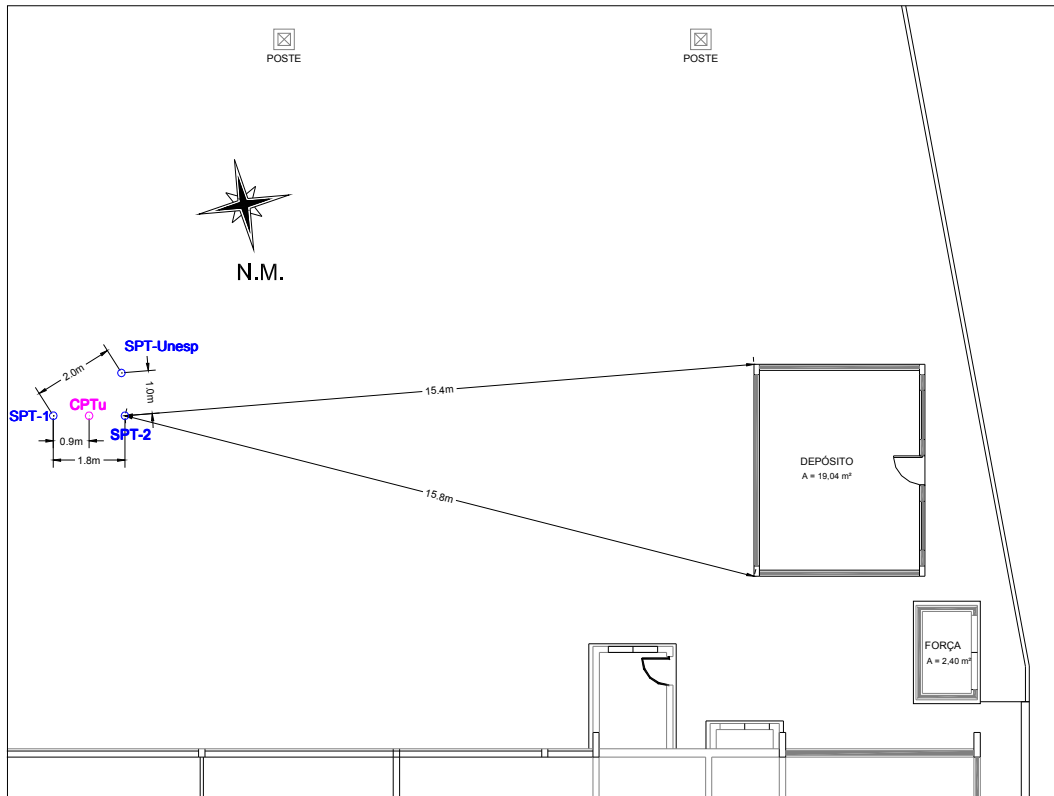 POSTE
POSTE
N.M.
SPT-Unesp
2.0m
1.0m
15.4m
CPTu
SPT-1
SPT-2
0.9m
1.8m
15.8m
DEPÓSITO
A = 19,04 m²
FORÇA
A = 2,40 m²